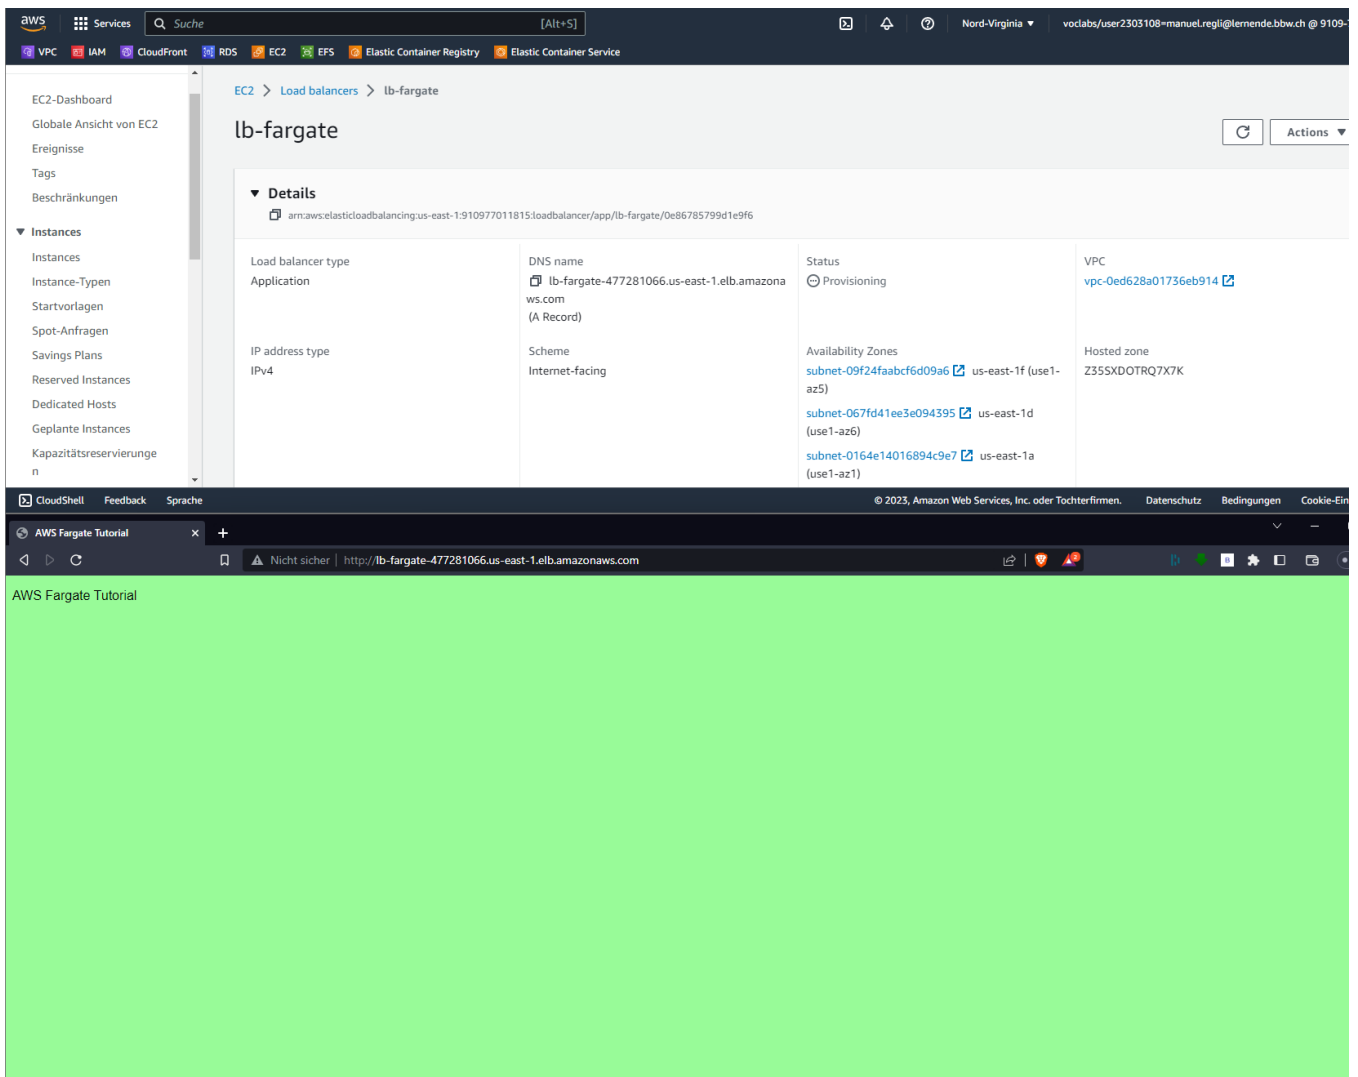 aws Services Suche [Alt+S] Nord-Virginia ▼ voclabs/user2303108=manuel.regli@lernende.bbw.ch @ 9109-
VPC IAM CloudFront RDS EC2 EFS Elastic Container Registry Elastic Container Service
EC2-Dashboard
Globale Ansicht von EC2
Ereignisse
Tags
Beschränkungen
▼ Instances
Instances
Instance-Typen
Startvorlagen
Spot-Anfragen
Savings Plans
Reserved Instances
Dedicated Hosts
Geplante Instances
Kapazitätsreservierunge
n
EC2 > Load balancers > lb-fargate
lb-fargate
Actions ▼
▼ Details
arn:aws:elasticloadbalancing:us-east-1:910977011815:loadbalancer/app/lb-fargate/0e86785799d1e9f6
Load balancer type
Application
DNS name
lb-fargate-477281066.us-east-1.elb.amazona
ws.com
(A Record)
Status
Provisioning
VPC
vpc-0ed628a01736eb914
IP address type
IPv4
Scheme
Internet-facing
Availability Zones
subnet-09f24faabcf6d09a6 us-east-1f (use1-
az5)
subnet-067fd41ee3e094395 us-east-1d
(use1-az6)
subnet-0164e14016894c9e7 us-east-1a
(use1-az1)
Hosted zone
Z35SXDOTRQ7X7K
CloudShell Feedback Sprache © 2023, Amazon Web Services, Inc. oder Tochterfirmen. Datenschutz Bedingungen Cookie-Ein
AWS Fargate Tutorial × +
Nicht sicher | http://lb-fargate-477281066.us-east-1.elb.amazonaws.com
AWS Fargate Tutorial